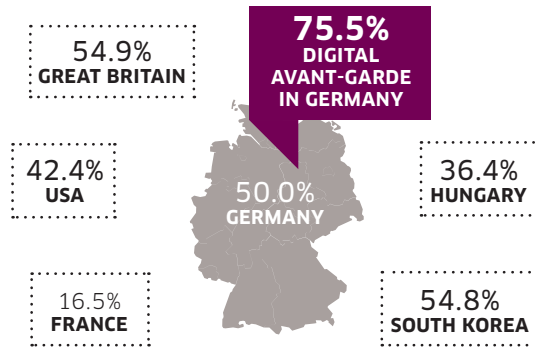 75.5%
DIGITAL
AVANT-GARDE
IN GERMANY
54.9%
GREAT BRITAIN
42.4%
USA
50.0%
GERMANY
36.4%
HUNGARY
16.5%
FRANCE
54.8%
SOUTH KOREA